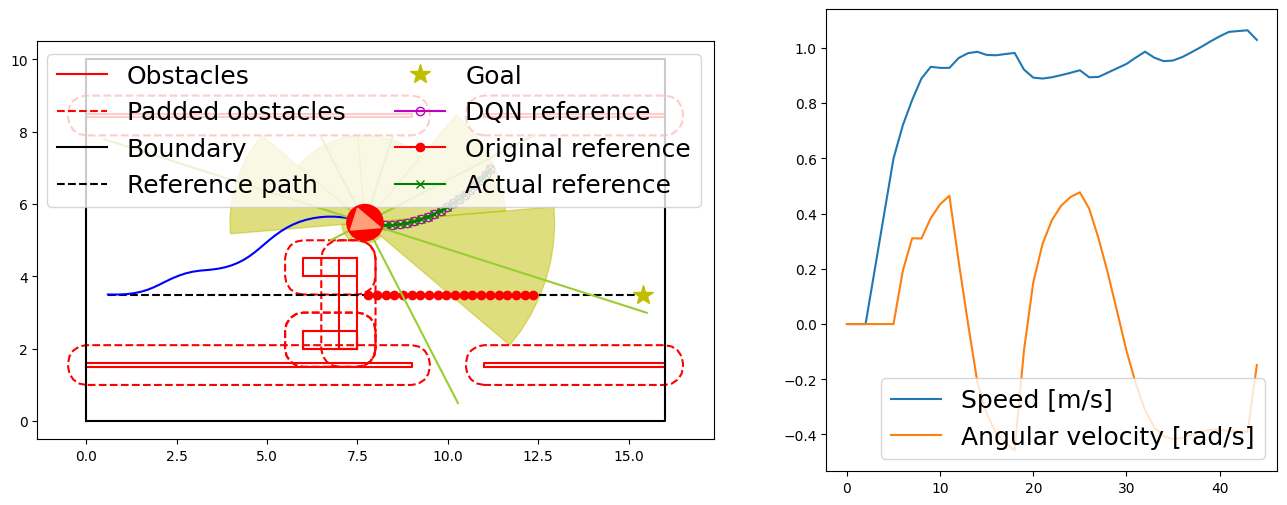 10
8
6
4
2
0
0.0 2.5 5.0 7.5 10.0 12.5 15.0
Obstacles
Padded obstacles
Boundary
Reference path
Goal
DQN reference
Original reference
Actual reference
1.0
0.8
0.6
0.4
0.2
0.0
−0.2
−0.4
0 10 20 30 40
Speed [m/s]
Angular velocity [rad/s]